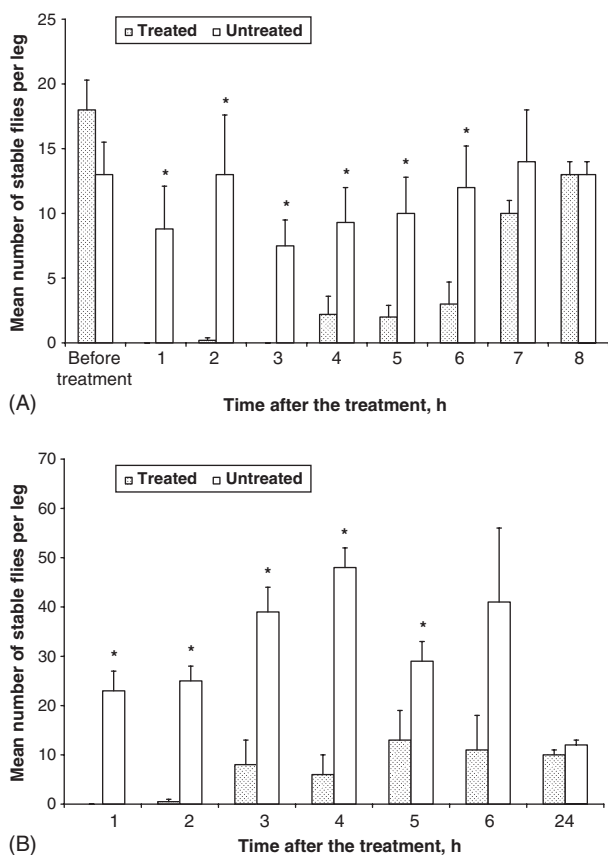 25
Treated Untreated
20
15
10
5
0
Mean number of stable flies per leg
* * * * * *
Before treatment 1 2 3 4 5 6 7 8
(A)
Time after the treatment, h
70
Treated Untreated
60
50
40
30
20
10
0
Mean number of stable flies per leg
* * * * *
1 2 3 4 5 6 24
(B)
Time after the treatment, h